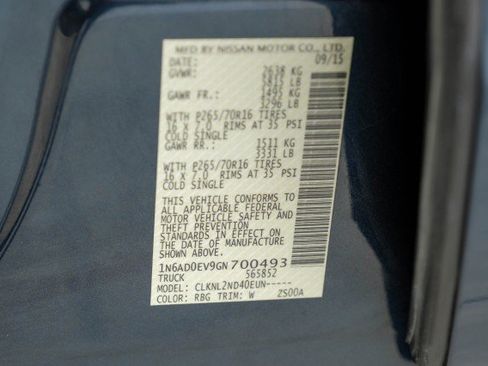 MFD BY NISSAN MOTOR CO., LTD.
DATE: 09/15
GVWR: 2638 KG
5815 LB
GAWR FR.: 1495 KG
3296 LB
WITH P265/70R16 TIRES
16 X 7.0 RIMS AT 35 PSI
COLD SINGLE
GAWR RR.: 1511 KG
3331 LB
WITH P265/70R16 TIRES
16 X 7.0 RIMS AT 35 PSI
COLD SINGLE
THIS VEHICLE CONFORMS TO
ALL APPLICABLE FEDERAL
MOTOR VEHICLE SAFETY AND
THEFT PREVENTION
STANDARDS IN EFFECT ON
THE DATE OF MANUFACTURE
SHOWN ABOVE.
1N6AD0EV9GN700493
TRUCK 565852
MODEL: CLKNL2ND40EUN-----
COLOR: RBG TRIM: W ZS00A